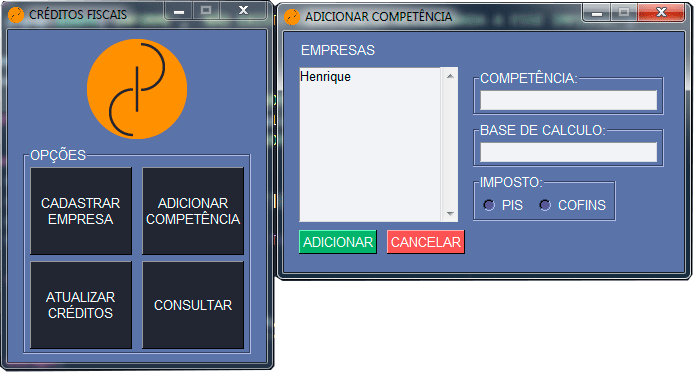 CRÉDITOS FISCAIS
OPÇÕES
CADASTRAR
EMPRESA
ADICIONAR
COMPETÊNCIA
ATUALIZAR
CRÉDITOS
CONSULTAR
ADICIONAR COMPETÊNCIA
EMPRESAS
Henrique
COMPETÊNCIA:
BASE DE CALCULO:
IMPOSTO:
PIS COFINS
ADICIONAR CANCELAR